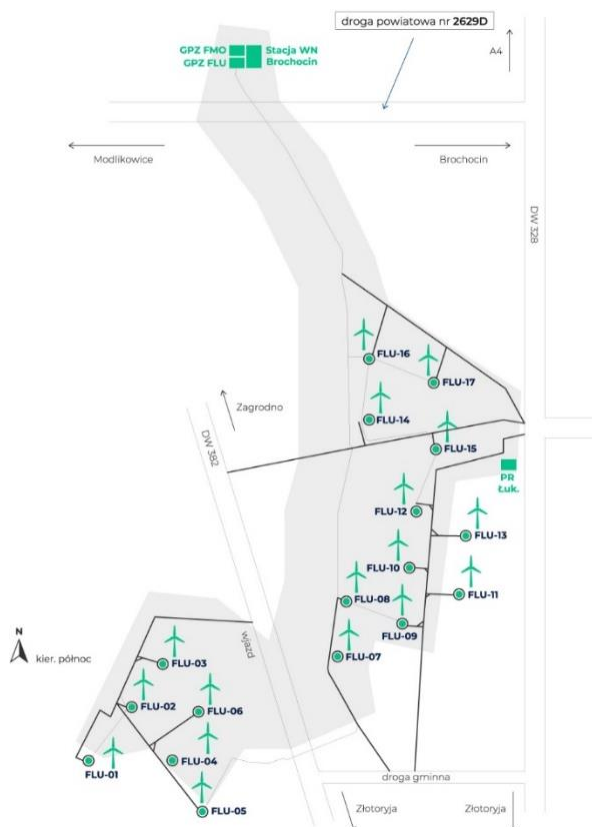 droga powiatowa nr 2629D
A4
GPZ FMO
GPZ FLU
Stacja WN
Brochocin
Modlikowice
Brochocin
DW 328
FLU-16
FLU-17
Zagrodno
FLU-14
DW 382
FLU-15
PR
Łuk.
FLU-12
FLU-13
FLU-10
FLU-11
FLU-08
FLU-09
N
kier. północ
wjazd
FLU-03
FLU-07
FLU-02
FLU-06
FLU-04
FLU-01
droga gminna
FLU-05
Złotoryja
Złotoryja